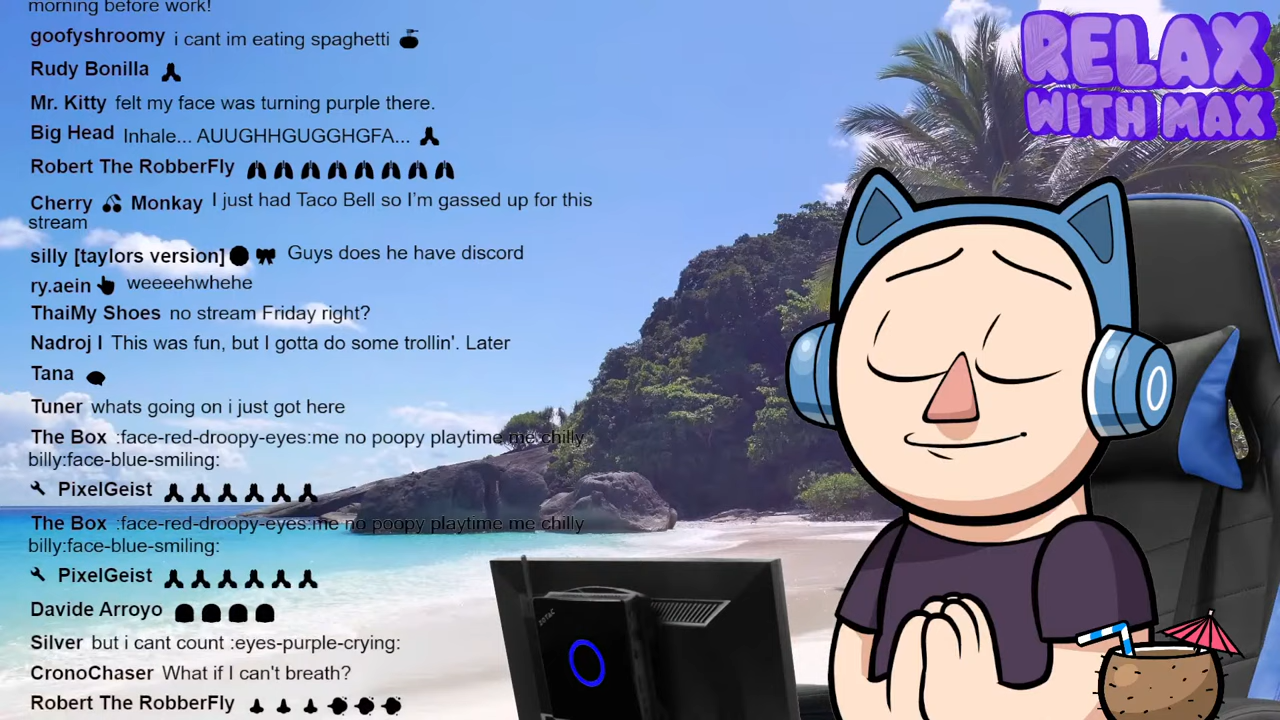 morning before work!
goofyshroomy i cant im eating spaghetti
Rudy Bonilla
Mr. Kitty felt my face was turning purple there.
Big Head Inhale... AUUGHHGUGGHGFA...
Robert The RobberFly
Cherry Monkay I just had Taco Bell so I'm gassed up for this
stream
silly [taylors version] Guys does he have discord
ry.aein weeeehwhehe
ThaiMy Shoes no stream Friday right?
Nadroj I This was fun, but I gotta do some trollin'. Later
Tana
Tuner whats going on i just got here
The Box :face-red-droopy-eyes:me no poopy playtime me chilly
billy:face-blue-smiling:
PixelGeist
The Box :face-red-droopy-eyes:me no poopy playtime me chilly
billy:face-blue-smiling:
PixelGeist
Davide Arroyo
Silver but i cant count :eyes-purple-crying:
CronoChaser What if I can't breath?
Robert The RobberFly
RELAX
WITH MAX
ZOTAC